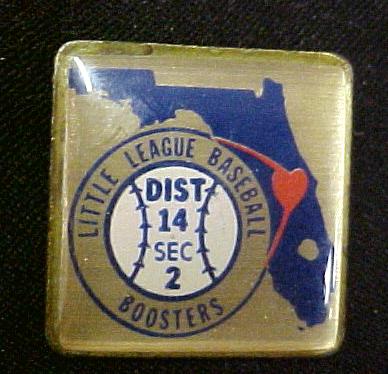 LITTLE LEAGUE BASEBALL
DIST
14
SEC
2
BOOSTERS